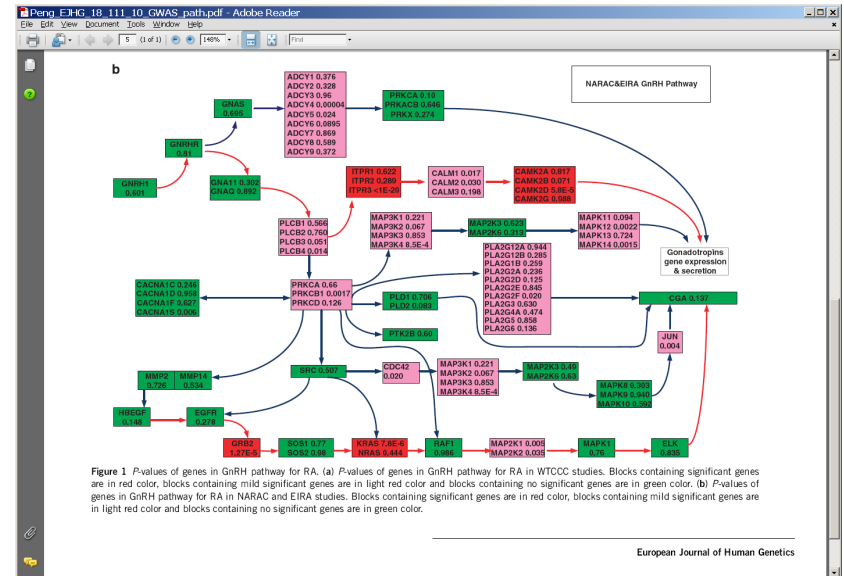 Peng_EJHG_18_111_10_GWAS_path.pdf - Adobe Reader
File Edit View Document Tools Window Help
5 (1 of 1) 148% Find
b
NARAC&EIRA GnRH Pathway
ADCY1 0.376
ADCY2 0.328
ADCY3 0.96
ADCY4 0.00004
ADCY5 0.024
ADCY6 0.0895
ADCY7 0.869
ADCY8 0.589
ADCY9 0.372
GNAS
0.695
PRKCA 0.10
PRKACB 0.646
PRKX 0.274
GNRHR
0.81
GNRH1
0.601
GNA11 0.302
GNAQ 0.892
ITPR1 0.622
ITPR2 0.289
ITPR3 <1E-20
CALM1 0.017
CALM2 0.030
CALM3 0.198
CAMK2A 0.917
CAMK2B 0.071
CAMK2D 5.8E-5
CAMK2G 0.988
PLCB1 0.566
PLCB2 0.760
PLCB3 0.051
PLCB4 0.014
MAP3K1 0.221
MAP3K2 0.067
MAP3K3 0.853
MAP3K4 8.5E-4
MAP2K3 0.623
MAP2K6 0.313
MAPK11 0.094
MAPK12 0.0022
MAPK13 0.724
MAPK14 0.0015
Gonadotropins
gene expression
& secretion
PLA2G12A 0.944
PLA2G12B 0.285
PLA2G1B 0.259
PLA2G2A 0.236
PLA2G2D 0.125
PLA2G2E 0.845
PLA2G2F 0.020
PLA2G3 0.630
PLA2G4A 0.474
PLA2G5 0.858
PLA2G6 0.136
CACNA1C 0.246
CACNA1D 0.958
CACNA1F 0.627
CACNA1S 0.006
PRKCA 0.66
PRKCB1 0.0017
PRKCD 0.126
PLD1 0.706
PLD2 0.083
CGA 0.137
PTK2B 0.60
JUN
0.004
MMP2
0.726
MMP14
0.534
SRC 0.507
CDC42
0.020
MAP3K1 0.221
MAP3K2 0.067
MAP3K3 0.853
MAP3K4 8.5E-4
MAP2K3 0.49
MAP2K6 0.63
MAPK8 0.303
MAPK9 0.940
MAPK10 0.592
HBEGF
0.148
EGFR
0.278
GRB2
1.27E-5
SOS1 0.77
SOS2 0.98
KRAS 7.8E-6
NRAS 0.444
RAF1
0.986
MAP2K1 0.005
MAP2K2 0.035
MAPK1
0.76
ELK
0.835
Figure 1 P-values of genes in GnRH pathway for RA. (a) P-values of genes in GnRH pathway for RA in WTCCC studies. Blocks containing significant genes
are in red color, blocks containing mild significant genes are in light red color and blocks containing no significant genes are in green color. (b) P-values of
genes in GnRH pathway for RA in NARAC and EIRA studies. Blocks containing significant genes are in red color, blocks containing mild significant genes are
in light red color and blocks containing no significant genes are in green color.
European Journal of Human Genetics